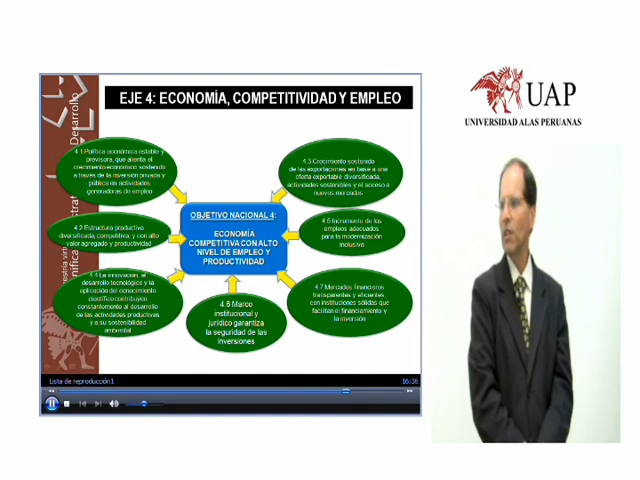 EJE 4: ECONOMÍA, COMPETITIVIDAD Y EMPLEO
Desarrollo
4.1 Política económica estable y
previsora, que alienta el
crecimiento económico sostenido
a través de la inversión privada y
pública en actividades
generadoras de empleo
4.3 Crecimiento sostenido
de las exportaciones en base a una
oferta exportable diversificada,
actividades sostenibles y el acceso a
nuevos mercados
4.2 Estructura productiva
diversificada, competitiva, y con alto
valor agregado y productividad
OBJETIVO NACIONAL 4:
ECONOMÍA
COMPETITIVA CON ALTO
NIVEL DE EMPLEO Y
PRODUCTIVIDAD
4.5 Incremento de los
empleos adecuados
para la modernización
inclusiva
4.4 La innovación, el
desarrollo tecnológico y la
aplicación del conocimiento
científico contribuyen
constantemente al desarrollo
de las actividades productivas
y a su sostenibilidad
ambiental
4.6 Marco
institucional y
jurídico garantiza
la seguridad de las
inversiones
4.7 Mercados financieros
transparentes y eficientes,
con instituciones sólidas que
facilitan el financiamiento y
la inversión
Lista de reproducción1
16:36
UAP
UNIVERSIDAD ALAS PERUANAS